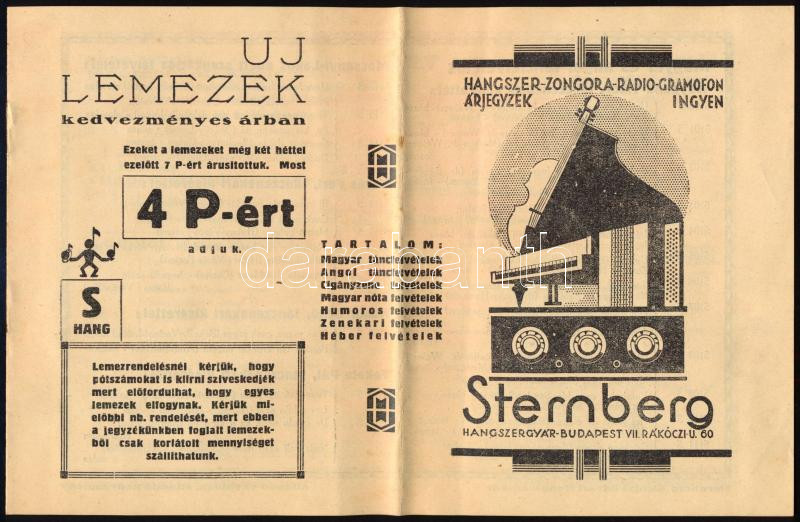 UJ
LEMEZEK
kedvezményes árban
Ezeket a lemezeket még két héttel
ezelőtt 7 P-ért árusitottuk. Most
4 P-ért
adjuk.
S
HANG
Lemezrendelésnél kérjük, hogy
pótszámokat is kiirni sziveskedjék
mert előfordulhat, hogy egyes
lemezek elfogynak. Kérjük mi-
előbbi nb. rendelését, mert ebben
a jegyzékünkben foglalt lemezek-
ből csak korlátolt mennyiséget
szállithatunk.
TARTALOM:
Magyar táncfelvételek
Angol táncfelvételek
Cigányzene felvételek
Magyar nóta felvételek
Humoros felvételek
Zenekari felvételek
Héber felvételek
HANGSZER-ZONGORA-RADIO-GRAMOFON
ÁRJEGYZÉK INGYEN
Sternberg
HANGSZERGYÁR-BUDAPEST VII. RÁKÓCZI-U. 60
darabanth